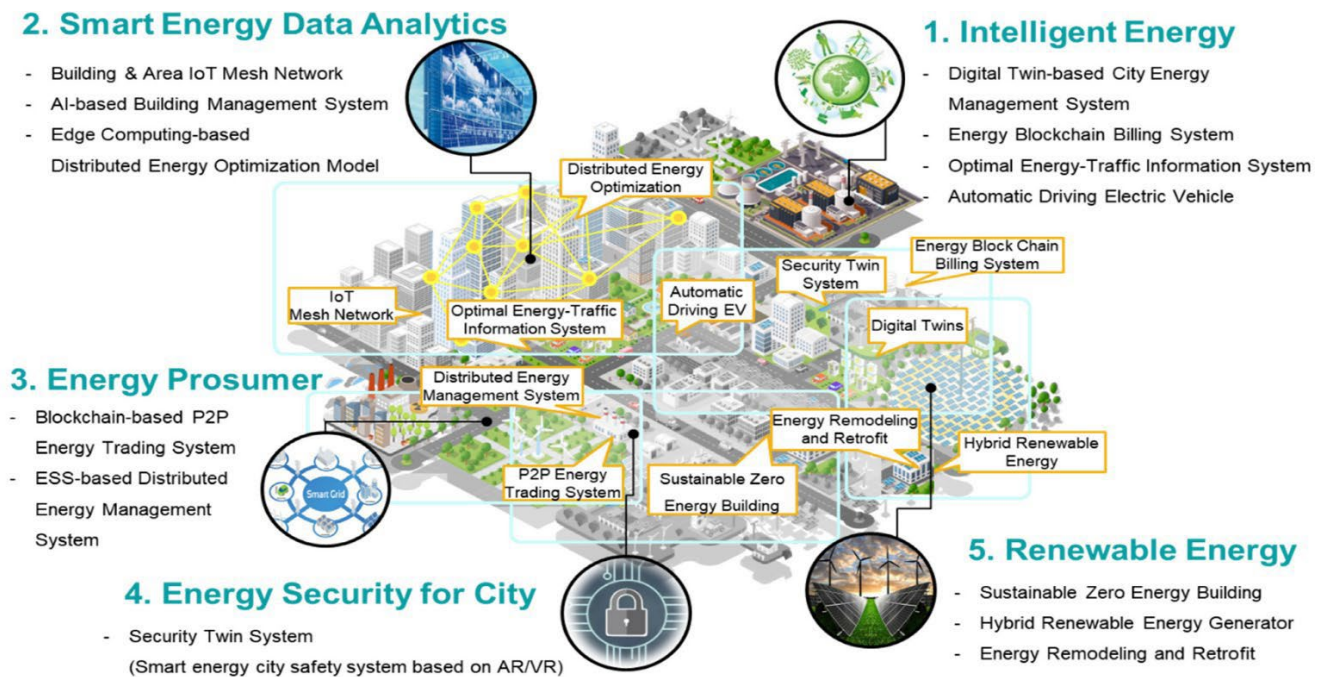 2. Smart Energy Data Analytics
- Building & Area IoT Mesh Network
- AI-based Building Management System
- Edge Computing-based
Distributed Energy Optimization Model
1. Intelligent Energy
- Digital Twin-based City Energy
Management System
- Energy Blockchain Billing System
- Optimal Energy-Traffic Information System
- Automatic Driving Electric Vehicle
Distributed Energy
Optimization
Energy Block Chain
Billing System
Security Twin
System
IoT
Mesh Network
Optimal Energy-Traffic
Information System
Automatic
Driving EV
Digital Twins
3. Energy Prosumer
- Blockchain-based P2P
Energy Trading System
- ESS-based Distributed
Energy Management
System
Distributed Energy
Management System
Energy Remodeling
and Retrofit
Hybrid Renewable
Energy
P2P Energy
Trading System
Sustainable Zero
Energy Building
Smart Grid
4. Energy Security for City
- Security Twin System
(Smart energy city safety system based on AR/VR)
5. Renewable Energy
- Sustainable Zero Energy Building
- Hybrid Renewable Energy Generator
- Energy Remodeling and Retrofit